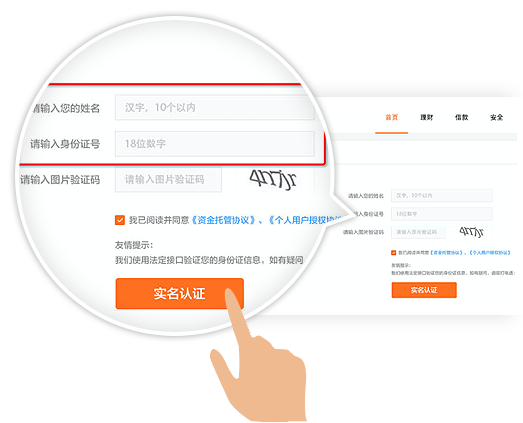 请输入您的姓名 汉字，10个以内
请输入身份证号 18位数字
请输入图片验证码 请输入图片验证码
我已阅读并同意《资金托管协议》、《个人用户授权协
友情提示：
我们使用法定接口验证您的身份证信息，如有疑问
实名认证
首页 理财 借款 安全
请输入您的姓名 汉字，10个以内
输入身份证号 18位数字
请输入图片验证码 请输入图片验证码
我已阅读并同意《资金托管协议》、《个人用户授权协议》
友情提示：
我们使用法定接口验证您的身份证信息，如有疑问，请拨打电话：
实名认证